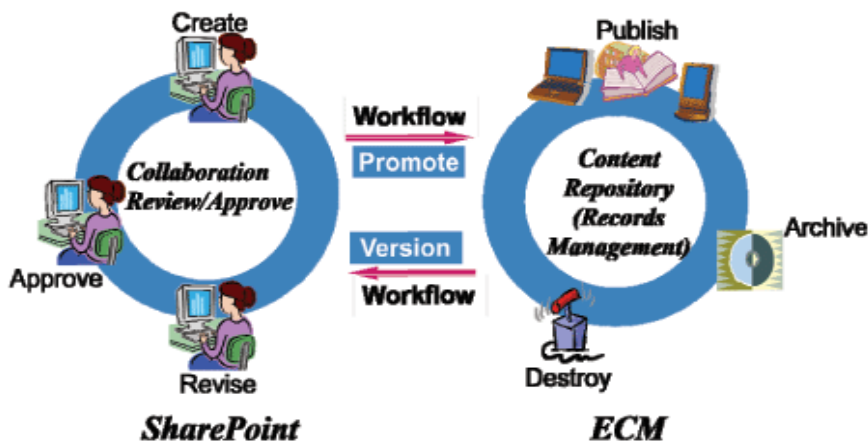 Create
Collaboration
Review/Approve
Approve
Revise
SharePoint
Workflow
Promote
Version
Workflow
Publish
Content
Repository
(Records
Management)
Archive
Destroy
ECM